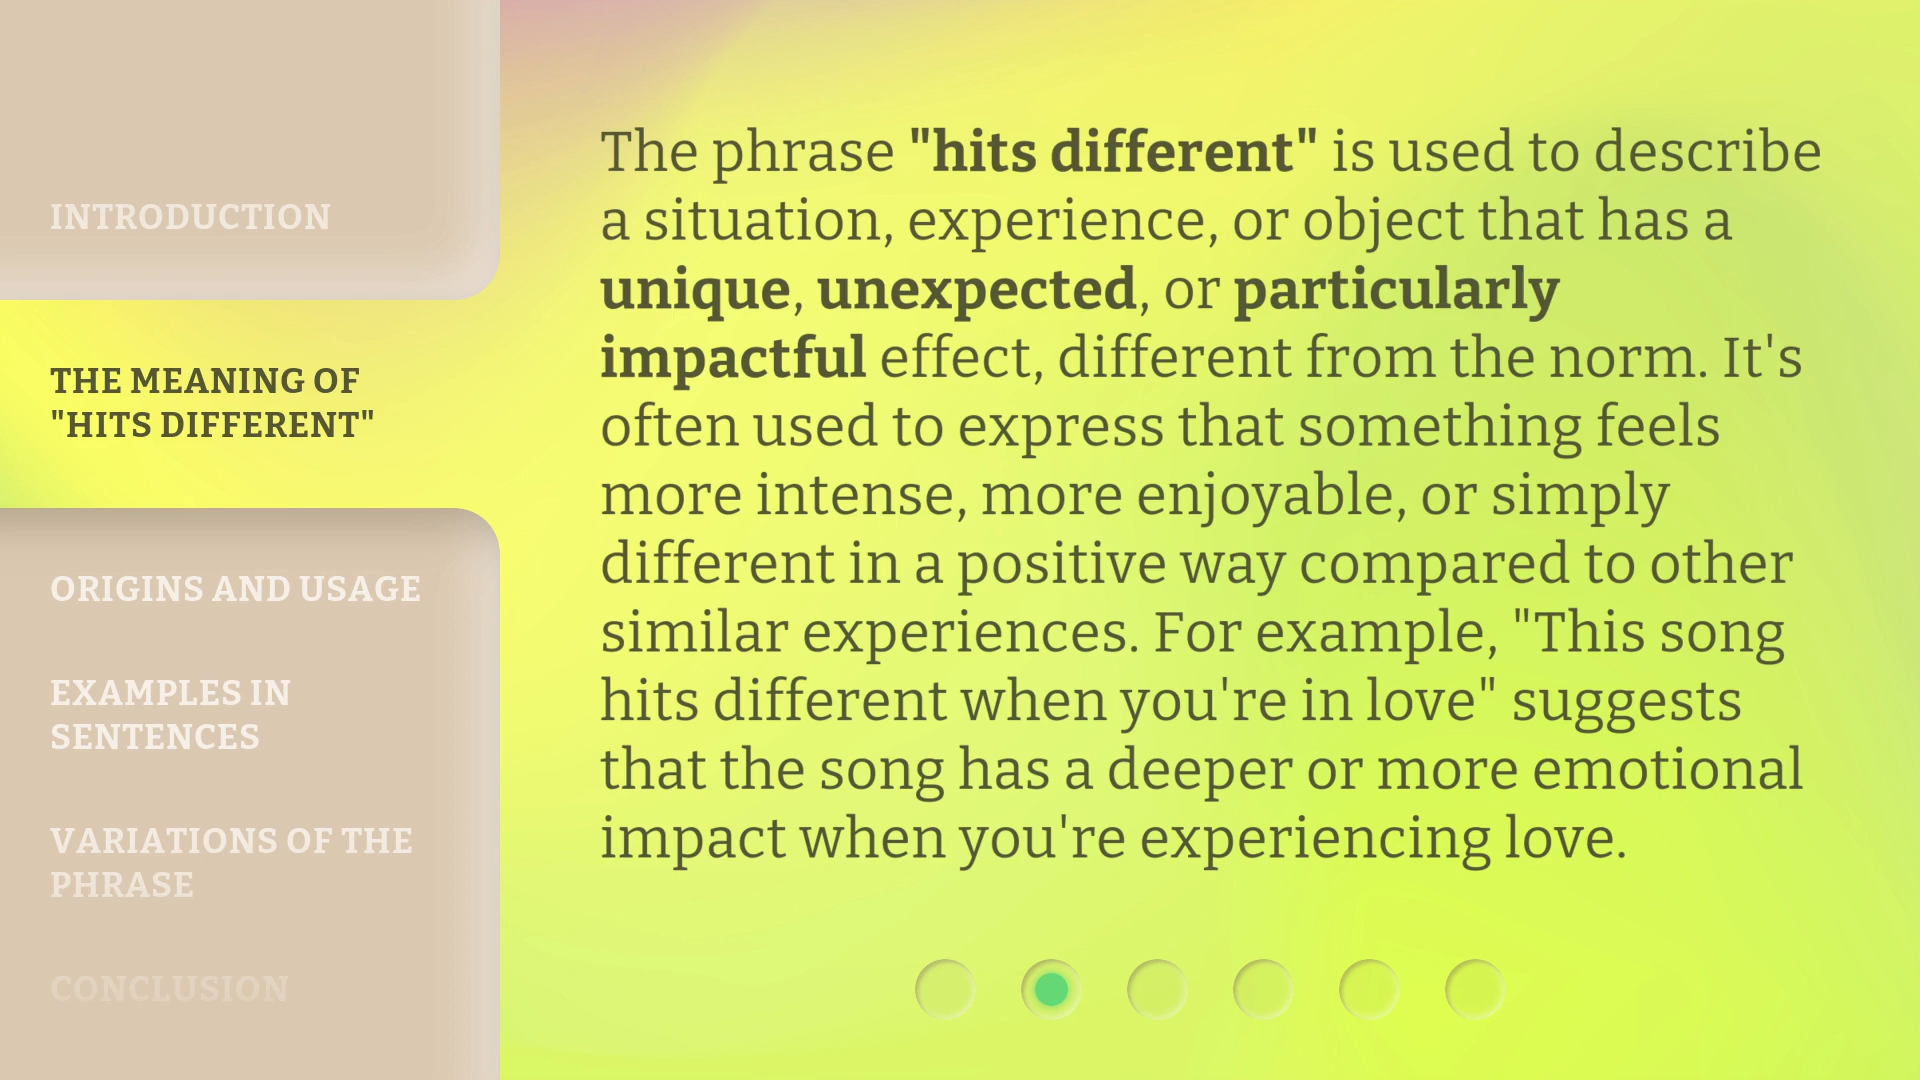 INTRODUCTION
THE MEANING OF
"HITS DIFFERENT"
ORIGINS AND USAGE
EXAMPLES IN
SENTENCES
VARIATIONS OF THE
PHRASE
CONCLUSION
The phrase "hits different" is used to describe
a situation, experience, or object that has a
unique, unexpected, or particularly
impactful effect, different from the norm. It's
often used to express that something feels
more intense, more enjoyable, or simply
different in a positive way compared to other
similar experiences. For example, "This song
hits different when you're in love" suggests
that the song has a deeper or more emotional
impact when you're experiencing love.